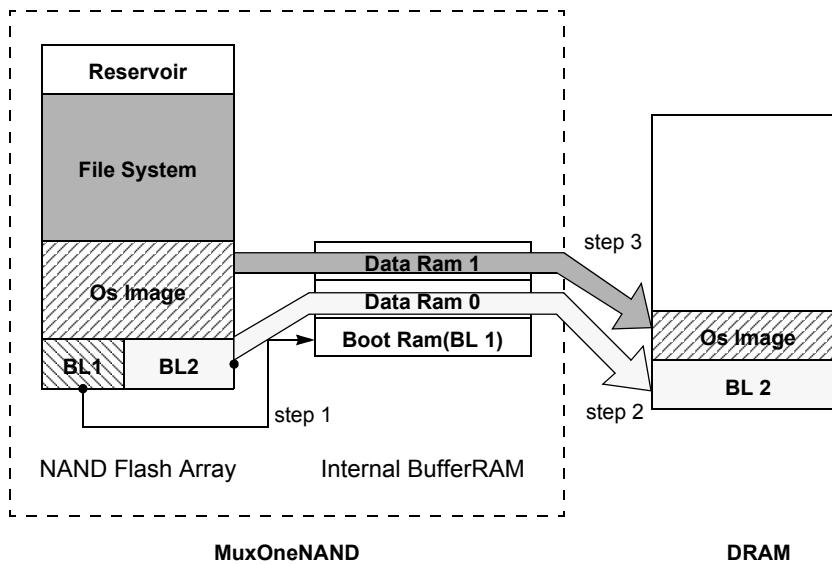 Reservoir
File System
step 3
Data Ram 1
Os Image
Data Ram 0
Os Image
Boot Ram(BL 1)
BL1
BL2
BL 2
step 1
step 2
NAND Flash Array
Internal BufferRAM
MuxOneNAND
DRAM